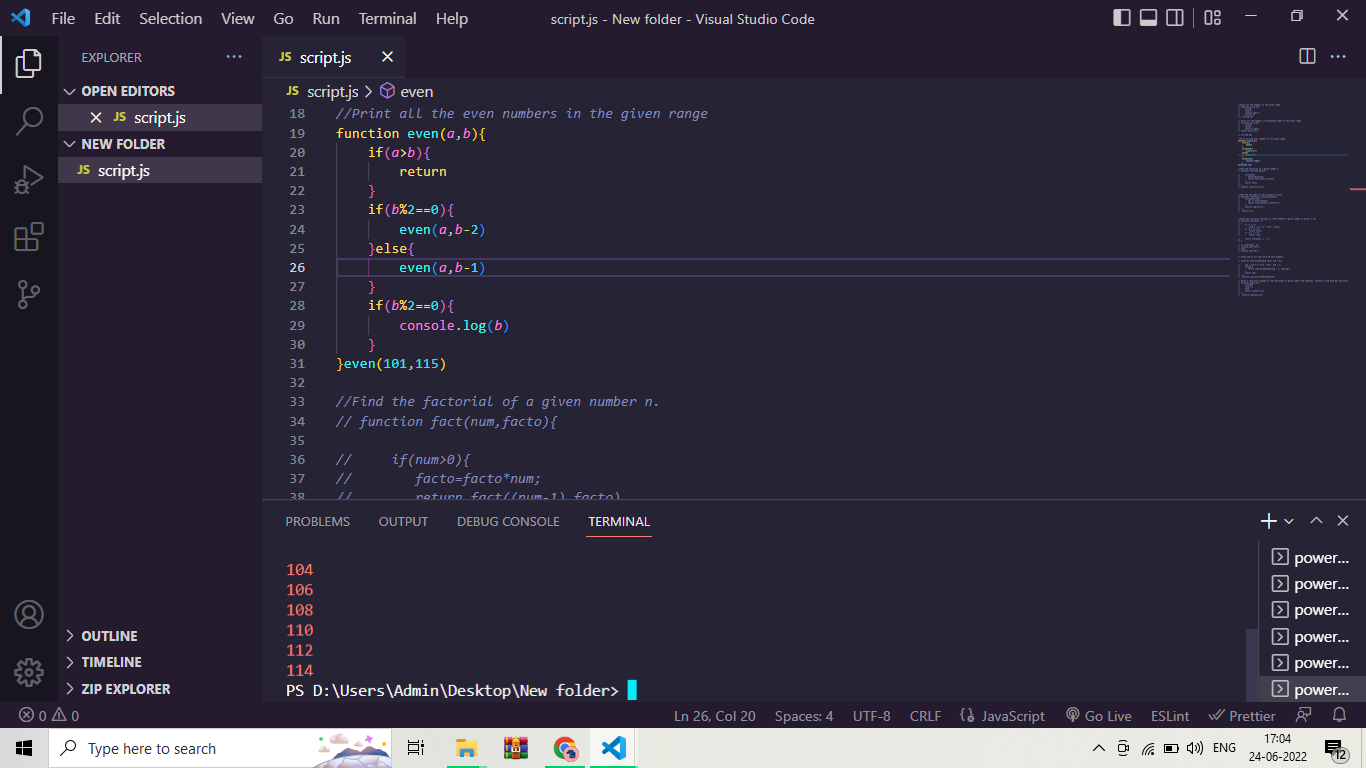 File Edit Selection View Go Run Terminal Help
script.js - New folder - Visual Studio Code
EXPLORER
OPEN EDITORS
JS script.js
NEW FOLDER
JS script.js
OUTLINE
TIMELINE
ZIP EXPLORER
JS script.js
JS script.js > even
18 //Print all the even numbers in the given range
19 function even(a,b){
20 if(a>b){
21 return
22 }
23 if(b%2==0){
24 even(a,b-2)
25 }else{
26 even(a,b-1)
27 }
28 if(b%2==0){
29 console.log(b)
30 }
31 }even(101,115)
32
33 //Find the factorial of a given number n.
34 // function fact(num,facto){
35
36 // if(num>0){
37 // facto=facto*num;
38 // return fact((num-1),facto)
PROBLEMS OUTPUT DEBUG CONSOLE TERMINAL
104
106
108
110
112
114
PS D:\Users\Admin\Desktop\New folder>
power...
power...
power...
power...
power...
power...
0 0
Ln 26, Col 20 Spaces: 4 UTF-8 CRLF {} JavaScript Go Live ESLint Prettier
Type here to search
ENG
17:04
24-06-2022
12